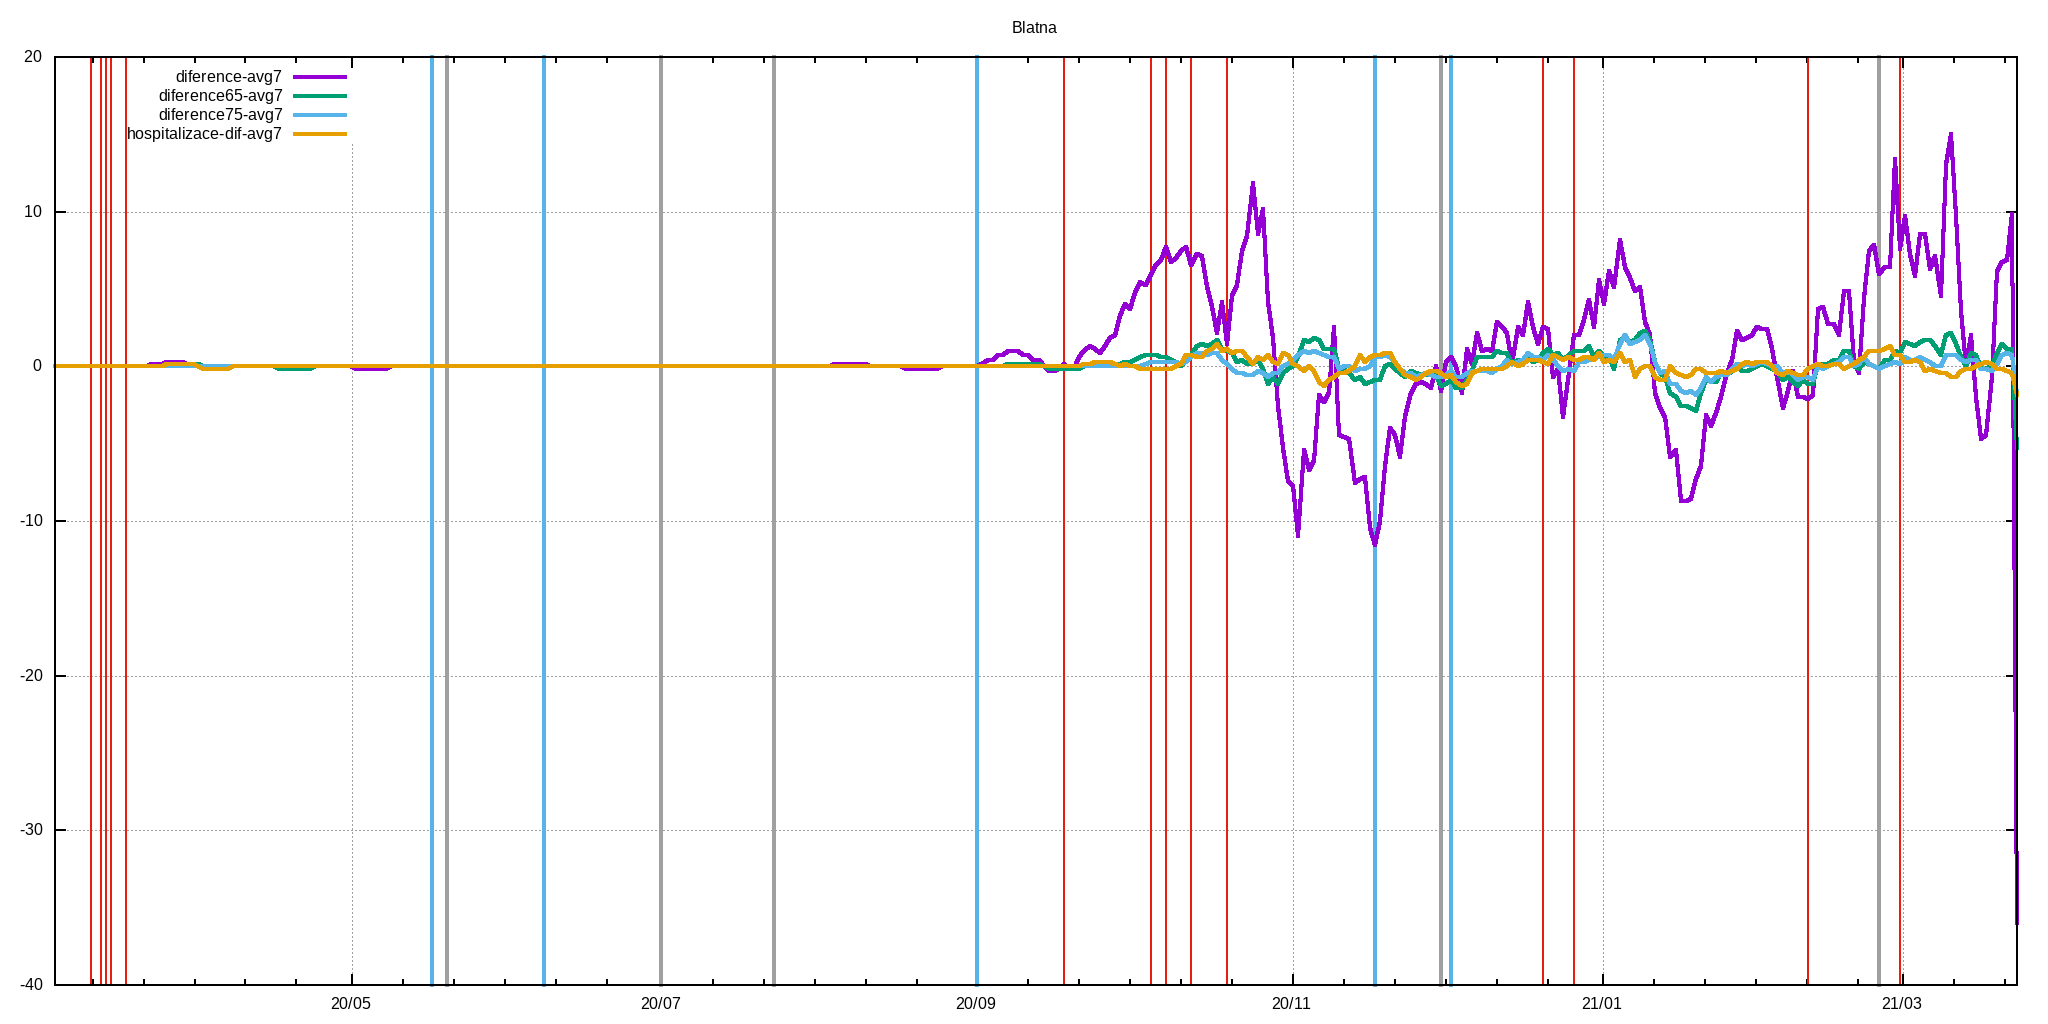 Blatna
20
diference-avg7
diference65-avg7
diference75-avg7
hospitalizace-dif-avg7
10
0
-10
-20
-30
-40
20/05 20/07 20/09 20/11 21/01 21/03